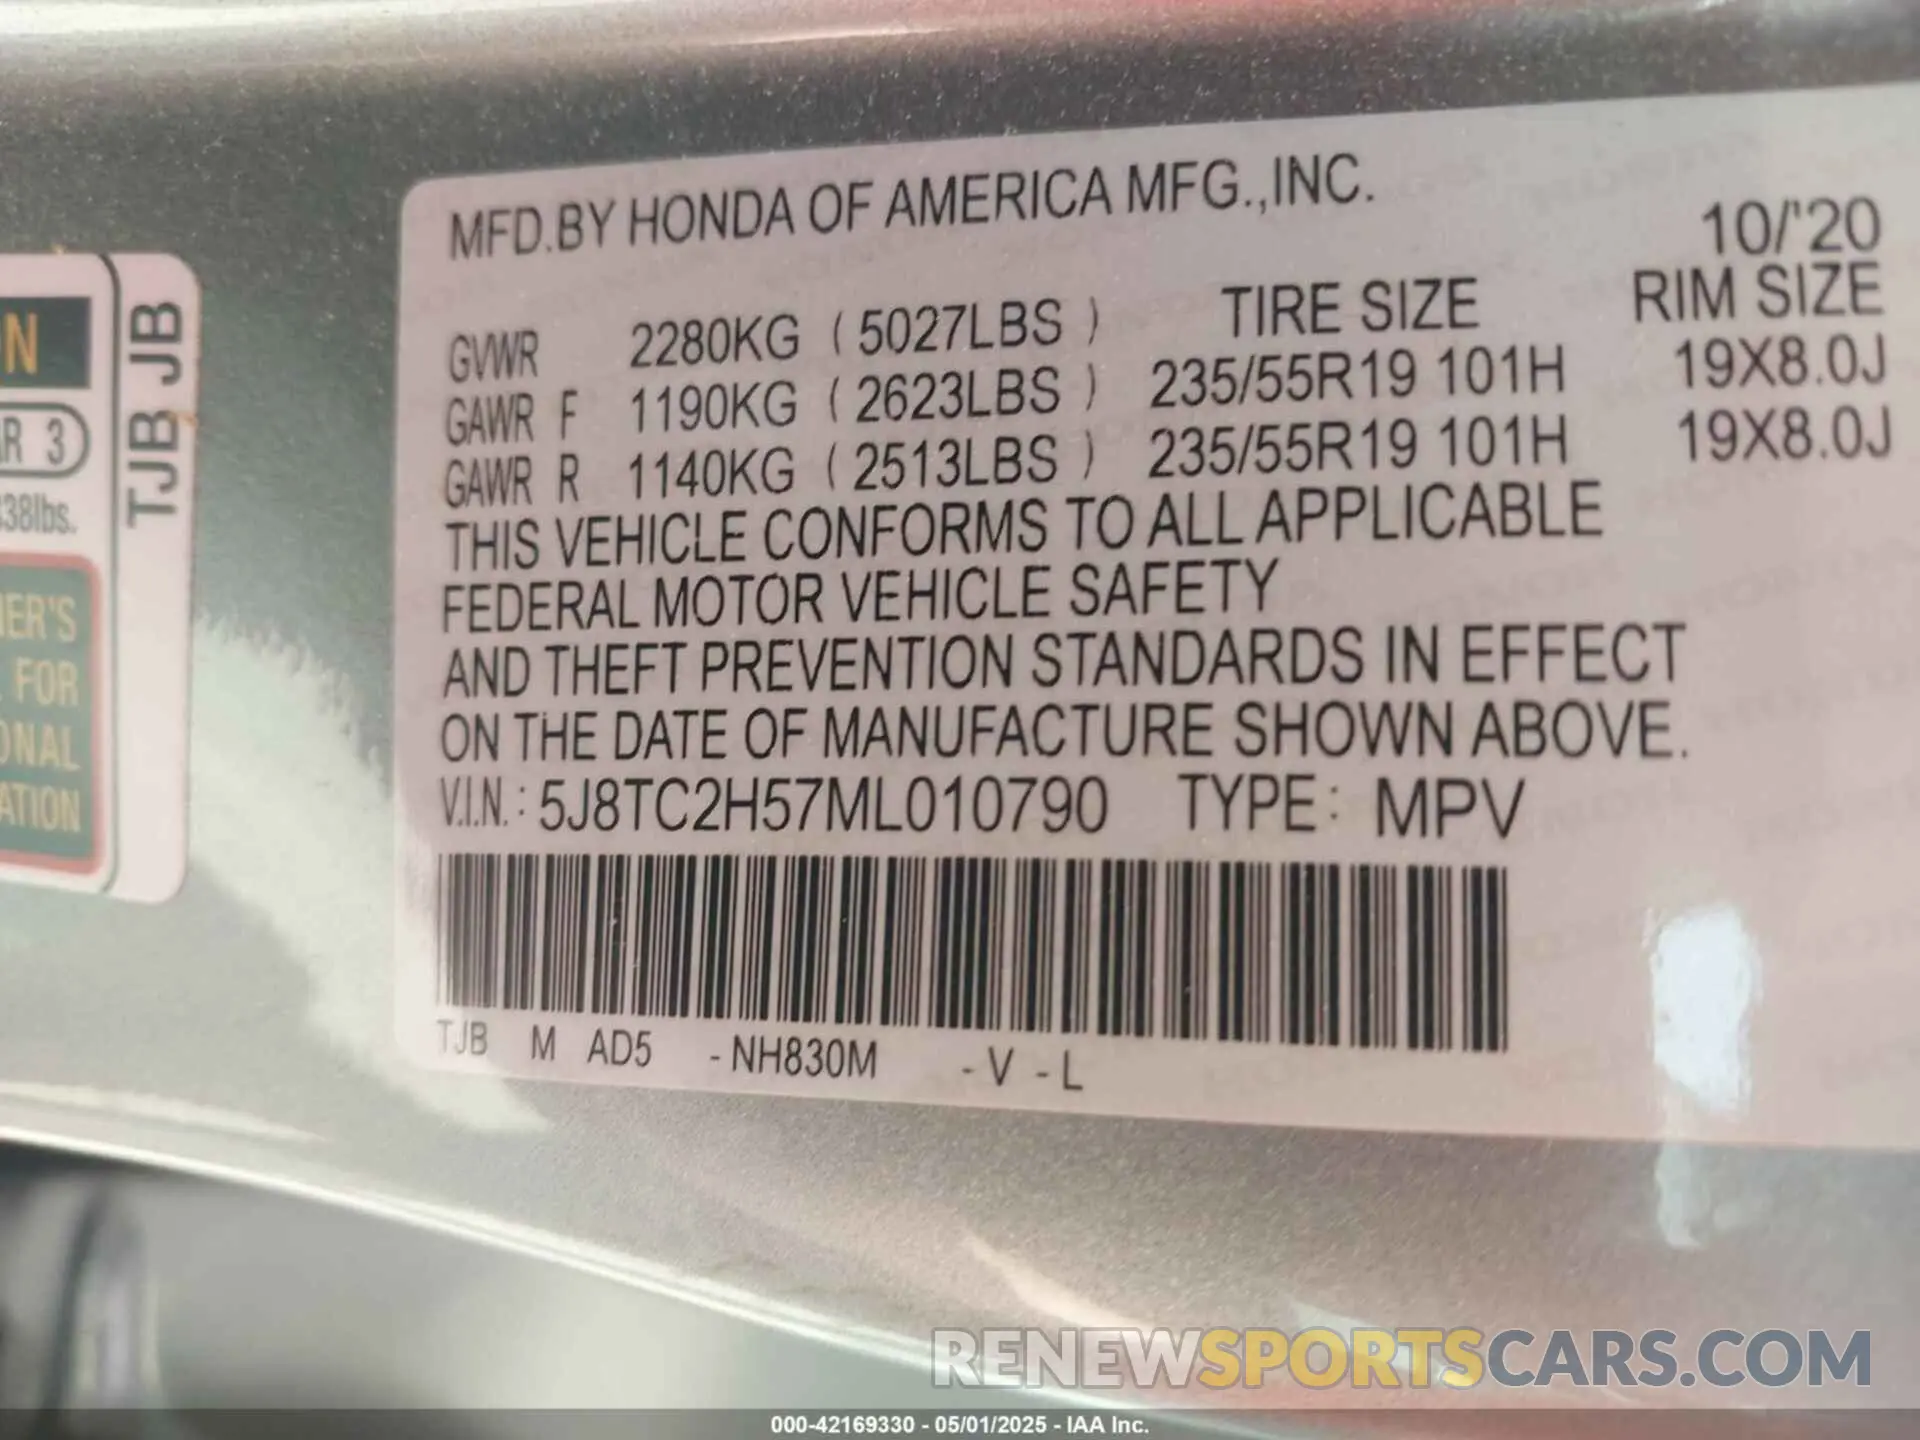 MFD.BY HONDA OF AMERICA MFG.,INC.
10/'20
GVWR 2280KG ( 5027LBS ) TIRE SIZE RIM SIZE
GAWR F 1190KG ( 2623LBS ) 235/55R19 101H 19X8.0J
GAWR R 1140KG ( 2513LBS ) 235/55R19 101H 19X8.0J
THIS VEHICLE CONFORMS TO ALL APPLICABLE
FEDERAL MOTOR VEHICLE SAFETY
AND THEFT PREVENTION STANDARDS IN EFFECT
ON THE DATE OF MANUFACTURE SHOWN ABOVE.
V.I.N.: 5J8TC2H57ML010790 TYPE: MPV
TJB M AD5 -NH830M -V -L
TJB JB
3
38lbs.
FOR
RENEWSPORTSCARS.COM
000-42169330 - 05/01/2025 - IAA Inc.